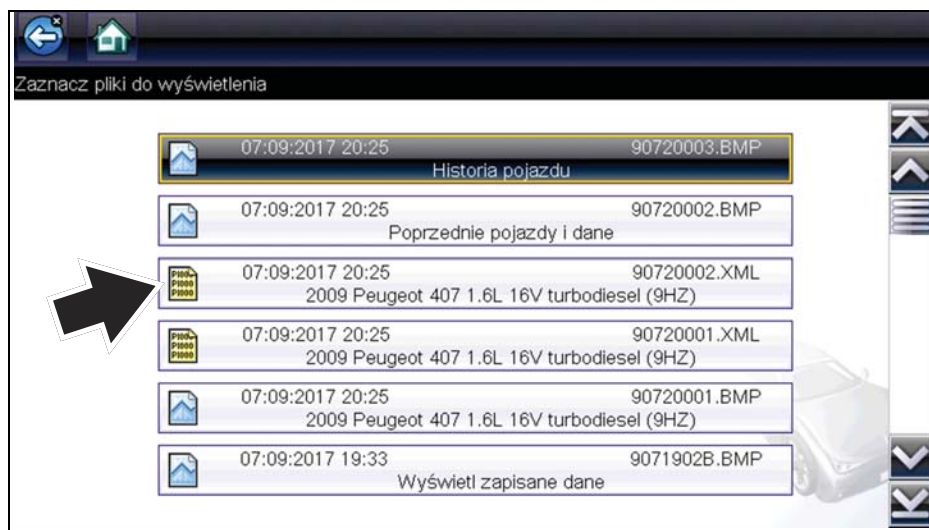 Zaznacz pliki do wyświetlenia
07:09:2017 20:25 90720003.BMP
Historia pojazdu
07:09:2017 20:25 90720002.BMP
Poprzednie pojazdy i dane
07:09:2017 20:25 90720002.XML
2009 Peugeot 407 1.6L 16V turbodiesel (9HZ)
07:09:2017 20:25 90720001.XML
2009 Peugeot 407 1.6L 16V turbodiesel (9HZ)
07:09:2017 20:25 90720001.BMP
2009 Peugeot 407 1.6L 16V turbodiesel (9HZ)
07:09:2017 19:33 9071902B.BMP
Wyświetl zapisane dane